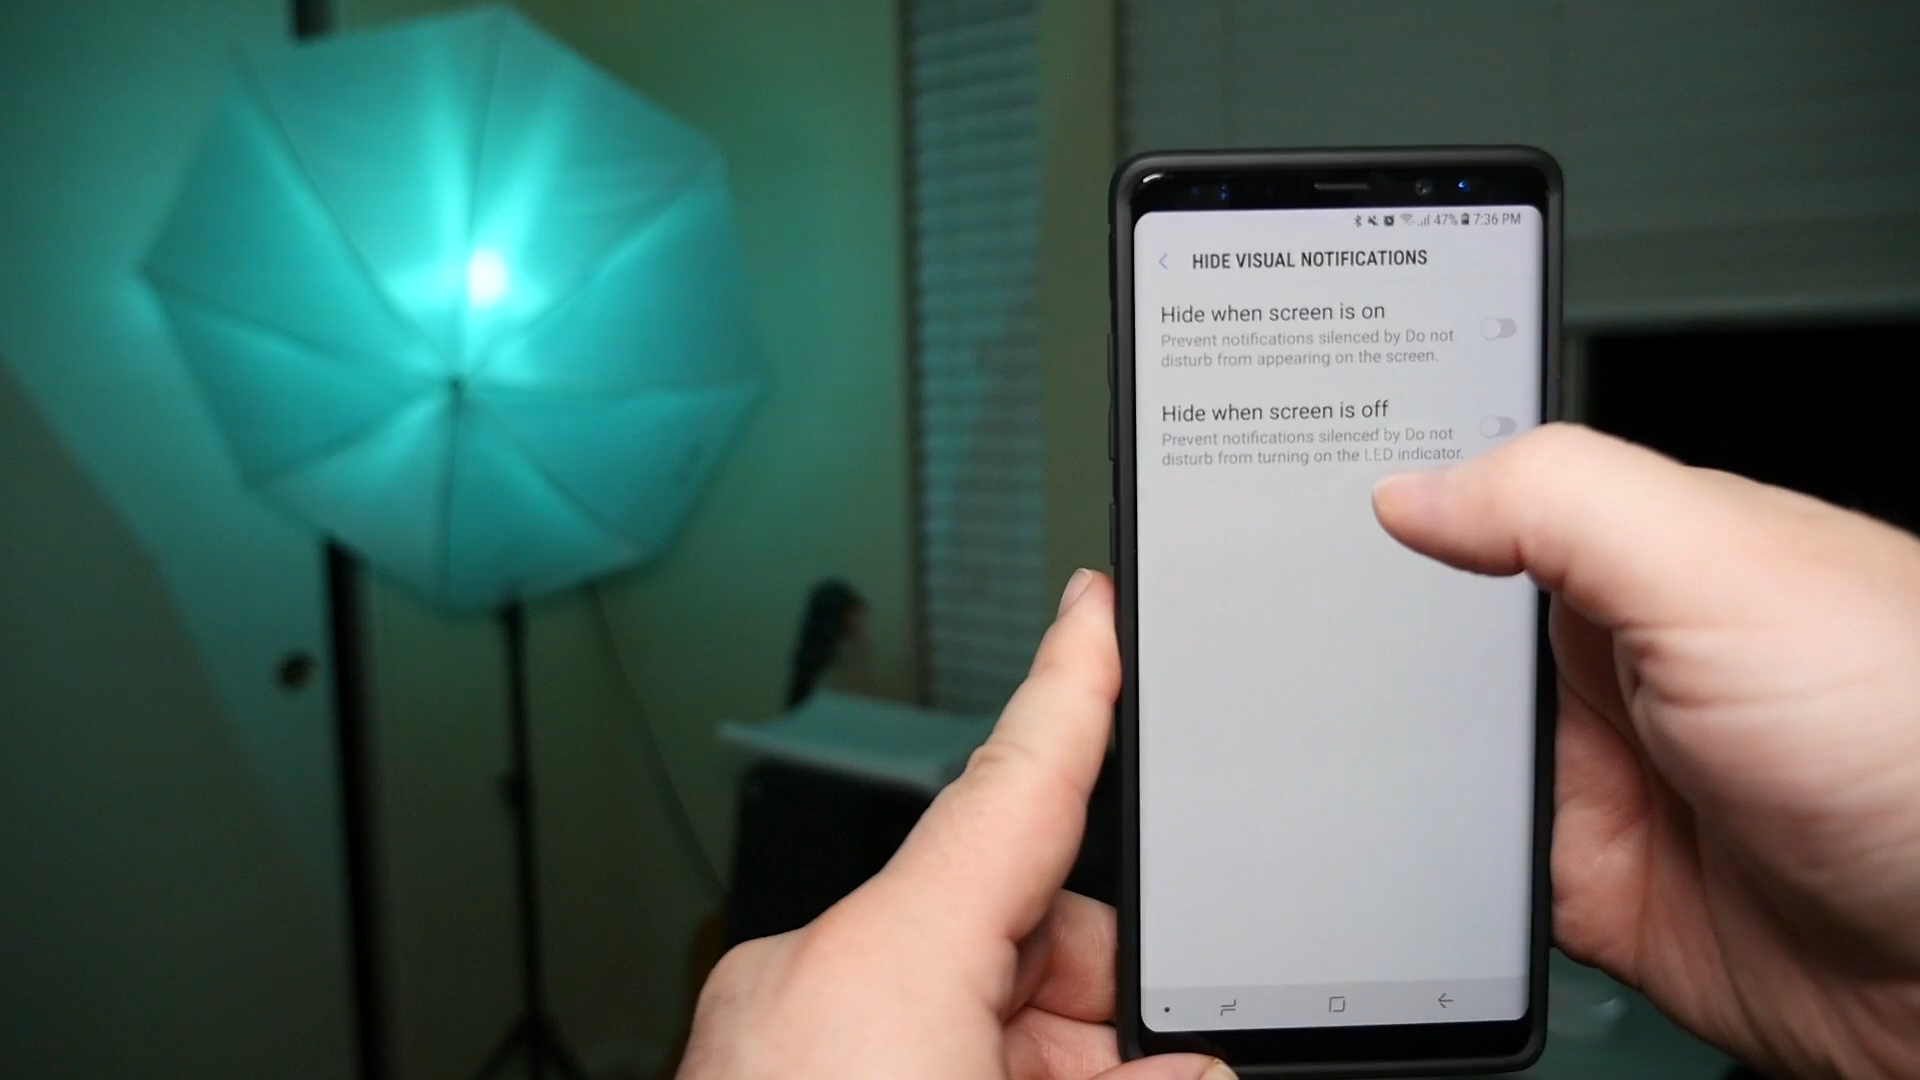 47% 7:36 PM
HIDE VISUAL NOTIFICATIONS
Hide when screen is on
Prevent notifications silenced by Do not
disturb from appearing on the screen.
Hide when screen is off
Prevent notifications silenced by Do not
disturb from turning on the LED indicator.